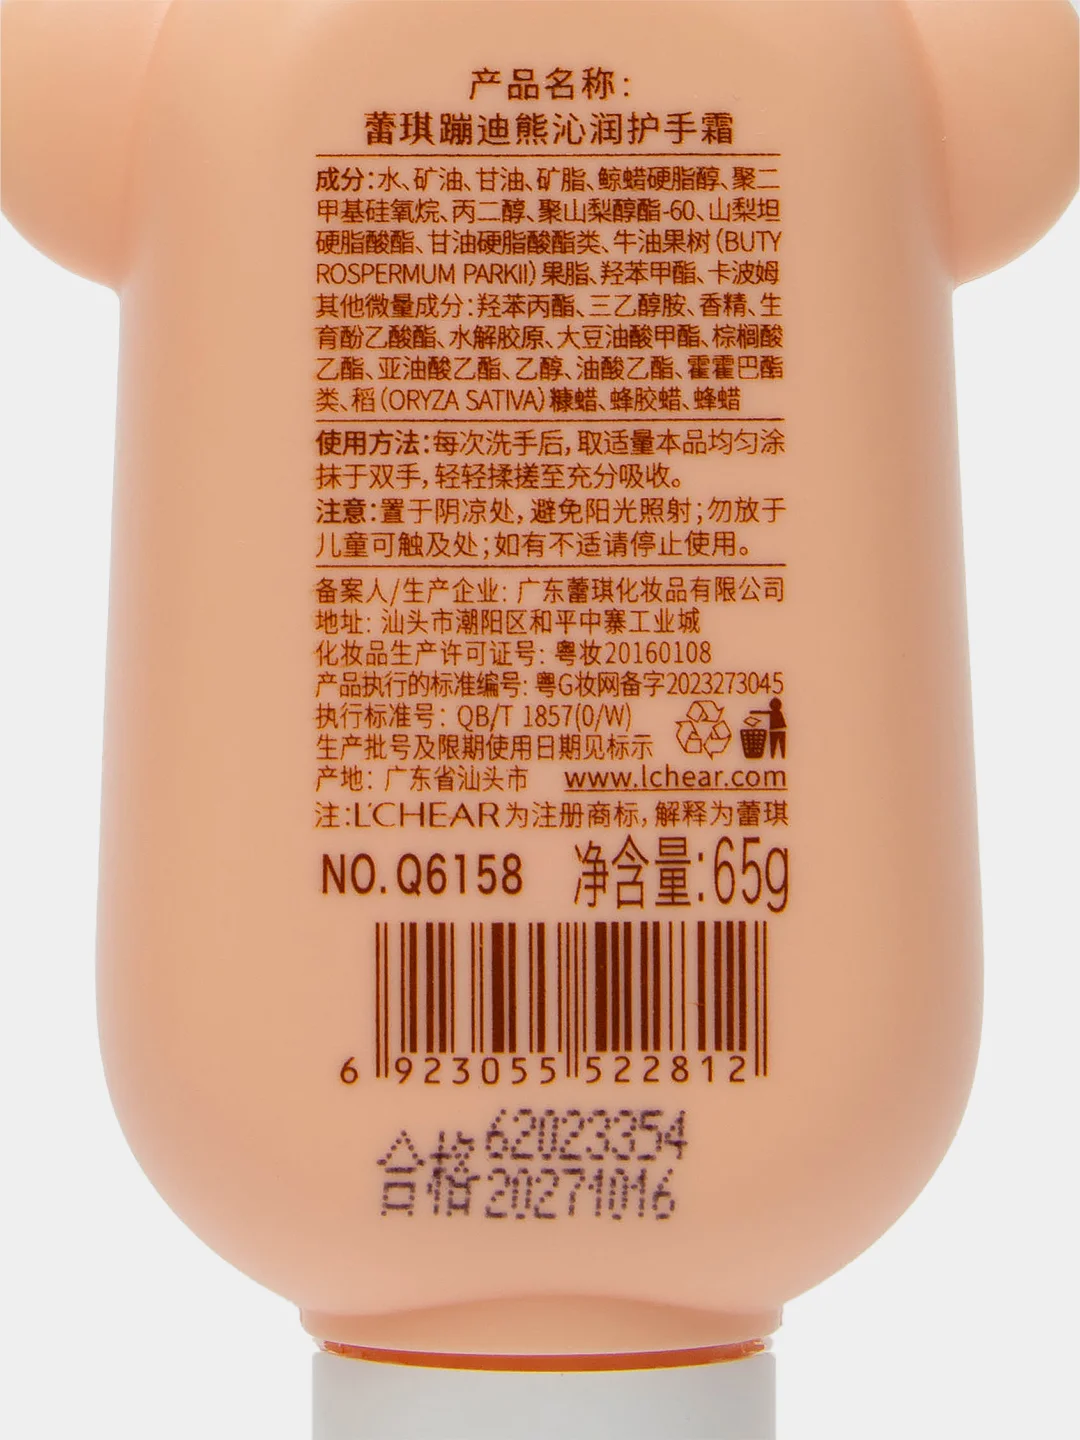 产品名称：
蕾琪蹦迪熊沁润护手霜
成分：水、矿油、甘油、矿脂、鲸蜡硬脂醇、聚二
甲基硅氧烷、丙二醇、聚山梨醇酯-60、山梨坦
硬脂酸酯、甘油硬脂酸酯类、牛油果树（BUTY
ROSPERMUM PARKII）果脂、羟苯甲酯、卡波姆
其他微量成分：羟苯丙酯、三乙醇胺、香精、生
育酚乙酸酯、水解胶原、大豆油酸甲酯、棕榈酸
乙酯、亚油酸乙酯、乙醇、油酸乙酯、霍霍巴酯
类、稻（ORYZA SATIVA）糠蜡、蜂胶蜡、蜂蜡
使用方法：每次洗手后，取适量本品均匀涂
抹于双手，轻轻揉搓至充分吸收。
注意：置于阴凉处，避免阳光照射；勿放于
儿童可触及处；如有不适请停止使用。
备案人/生产企业：广东蕾琪化妆品有限公司
地址：汕头市潮阳区和平中寨工业城
化妆品生产许可证号：粤妆20160108
产品执行的标准编号：粤G妆网备字2023273045
执行标准号：QB/T 1857(O/W)
生产批号及限期使用日期见标示
产地：广东省汕头市 www.lchear.com
注：L'CHEAR为注册商标，解释为蕾琪
NO.Q6158 净含量：65g
6 923055 522812
合格 62023354
20271016